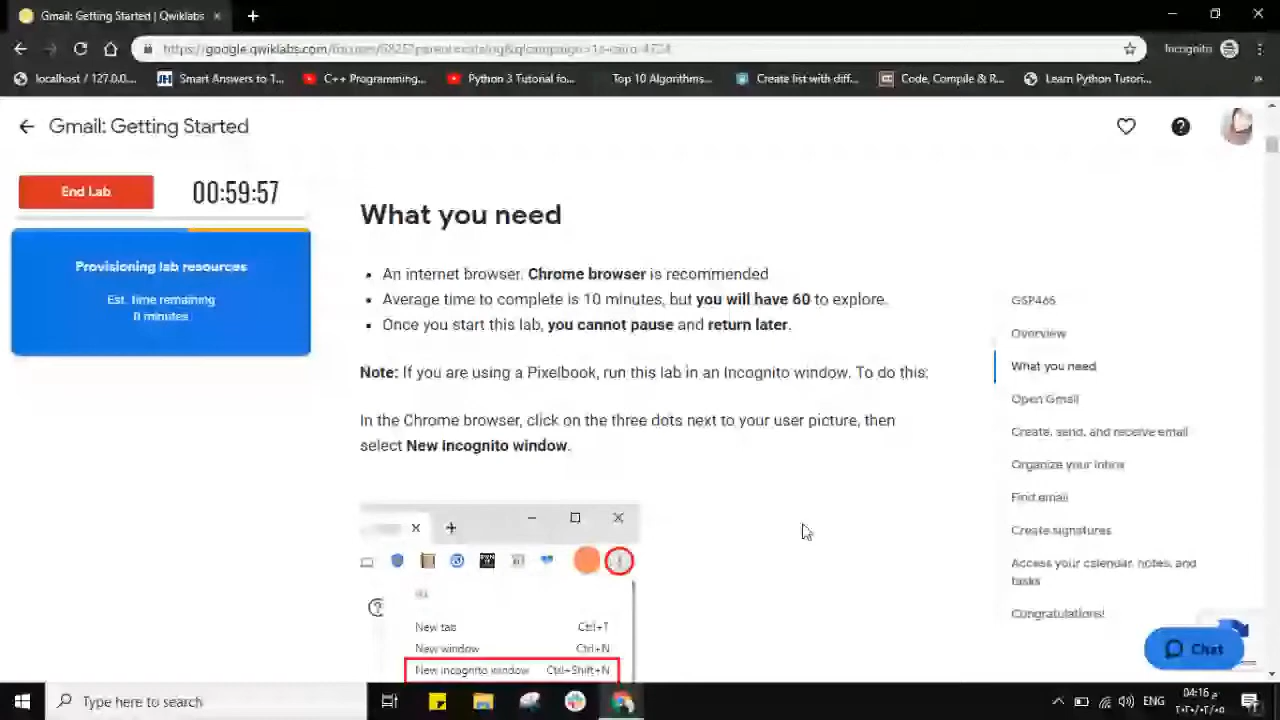 Gmail: Getting Started | Qwiklabs
Incognito
localhost / 127.0.0....
Smart Answers to T...
C++ Programming...
Python 3 Tutorial fo...
Top 10 Algorithms...
Create list with diff...
Code, Compile & R...
Learn Python Tutori...
Gmail: Getting Started
End Lab
00:59:57
Provisioning lab resources
Est. time remaining
0 minutes
What you need
An internet browser. Chrome browser is recommended
Average time to complete is 10 minutes, but you will have 60 to explore.
Once you start this lab, you cannot pause and return later.
Note: If you are using a Pixelbook, run this lab in an Incognito window. To do this:
In the Chrome browser, click on the three dots next to your user picture, then
select New incognito window.
New tab Ctrl+T
New window Ctrl+N
New incognito window Ctrl+Shift+N
GSP465
Overview
What you need
Open Gmail
Create, send, and receive email
Organize your inbox
Find email
Create signatures
Access your calendar, notes, and
tasks
Congratulations!
Chat
Type here to search
ENG
04:16 م